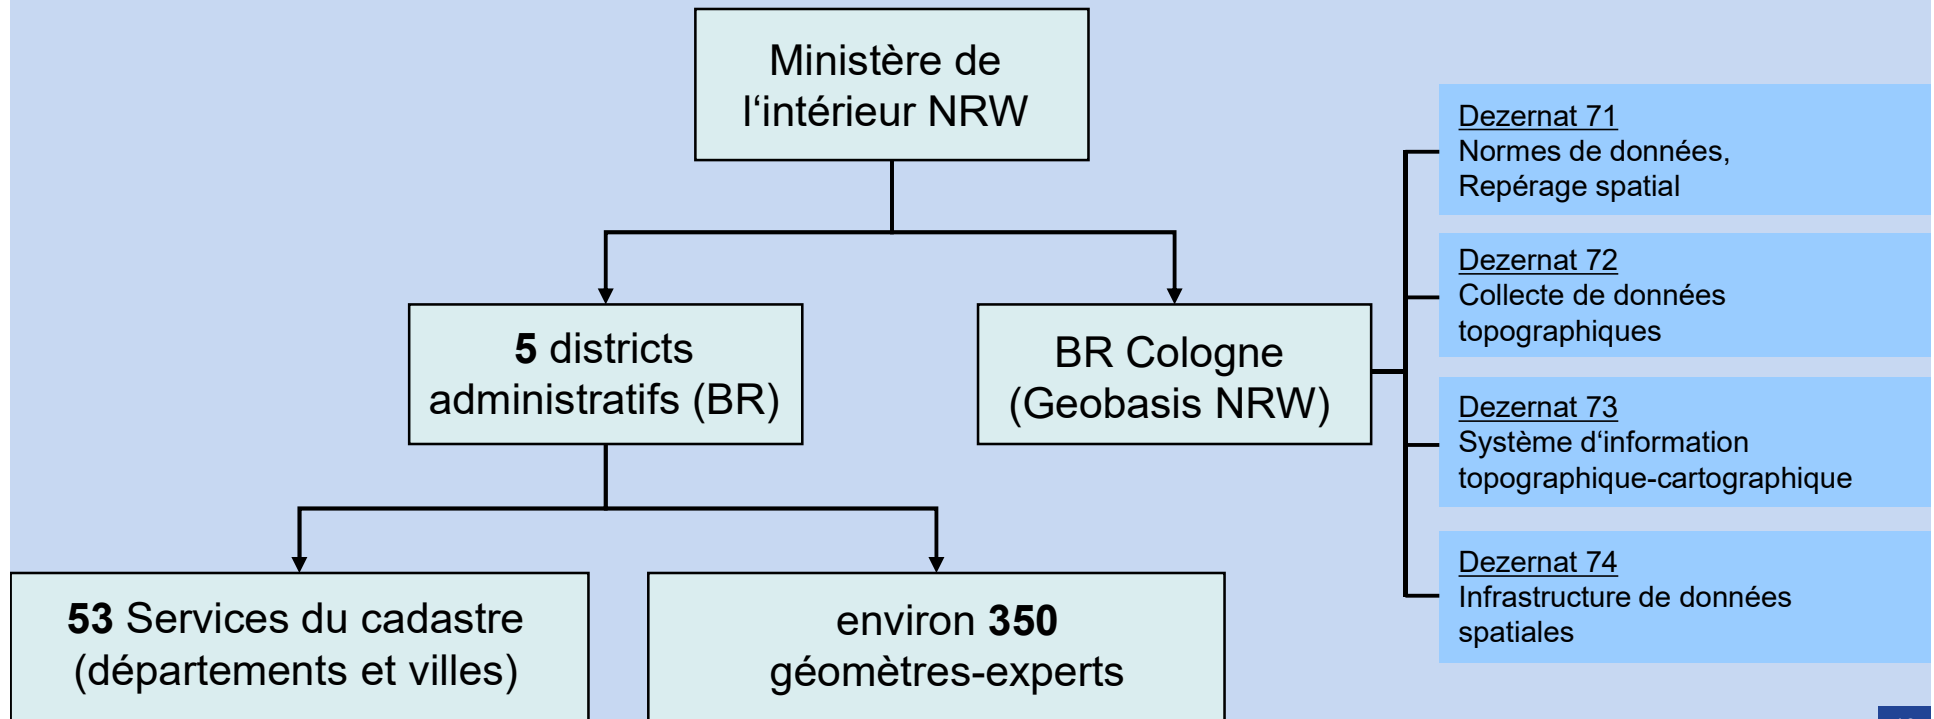 Ministère de
l‘intérieur NRW
5 districts
administratifs (BR)
BR Cologne
(Geobasis NRW)
53 Services du cadastre
(départements et villes)
environ 350
géomètres-experts
Dezernat 71
Normes de données,
Repérage spatial
Dezernat 72
Collecte de données
topographiques
Dezernat 73
Système d‘information
topographique-cartographique
Dezernat 74
Infrastructure de données
spatiales